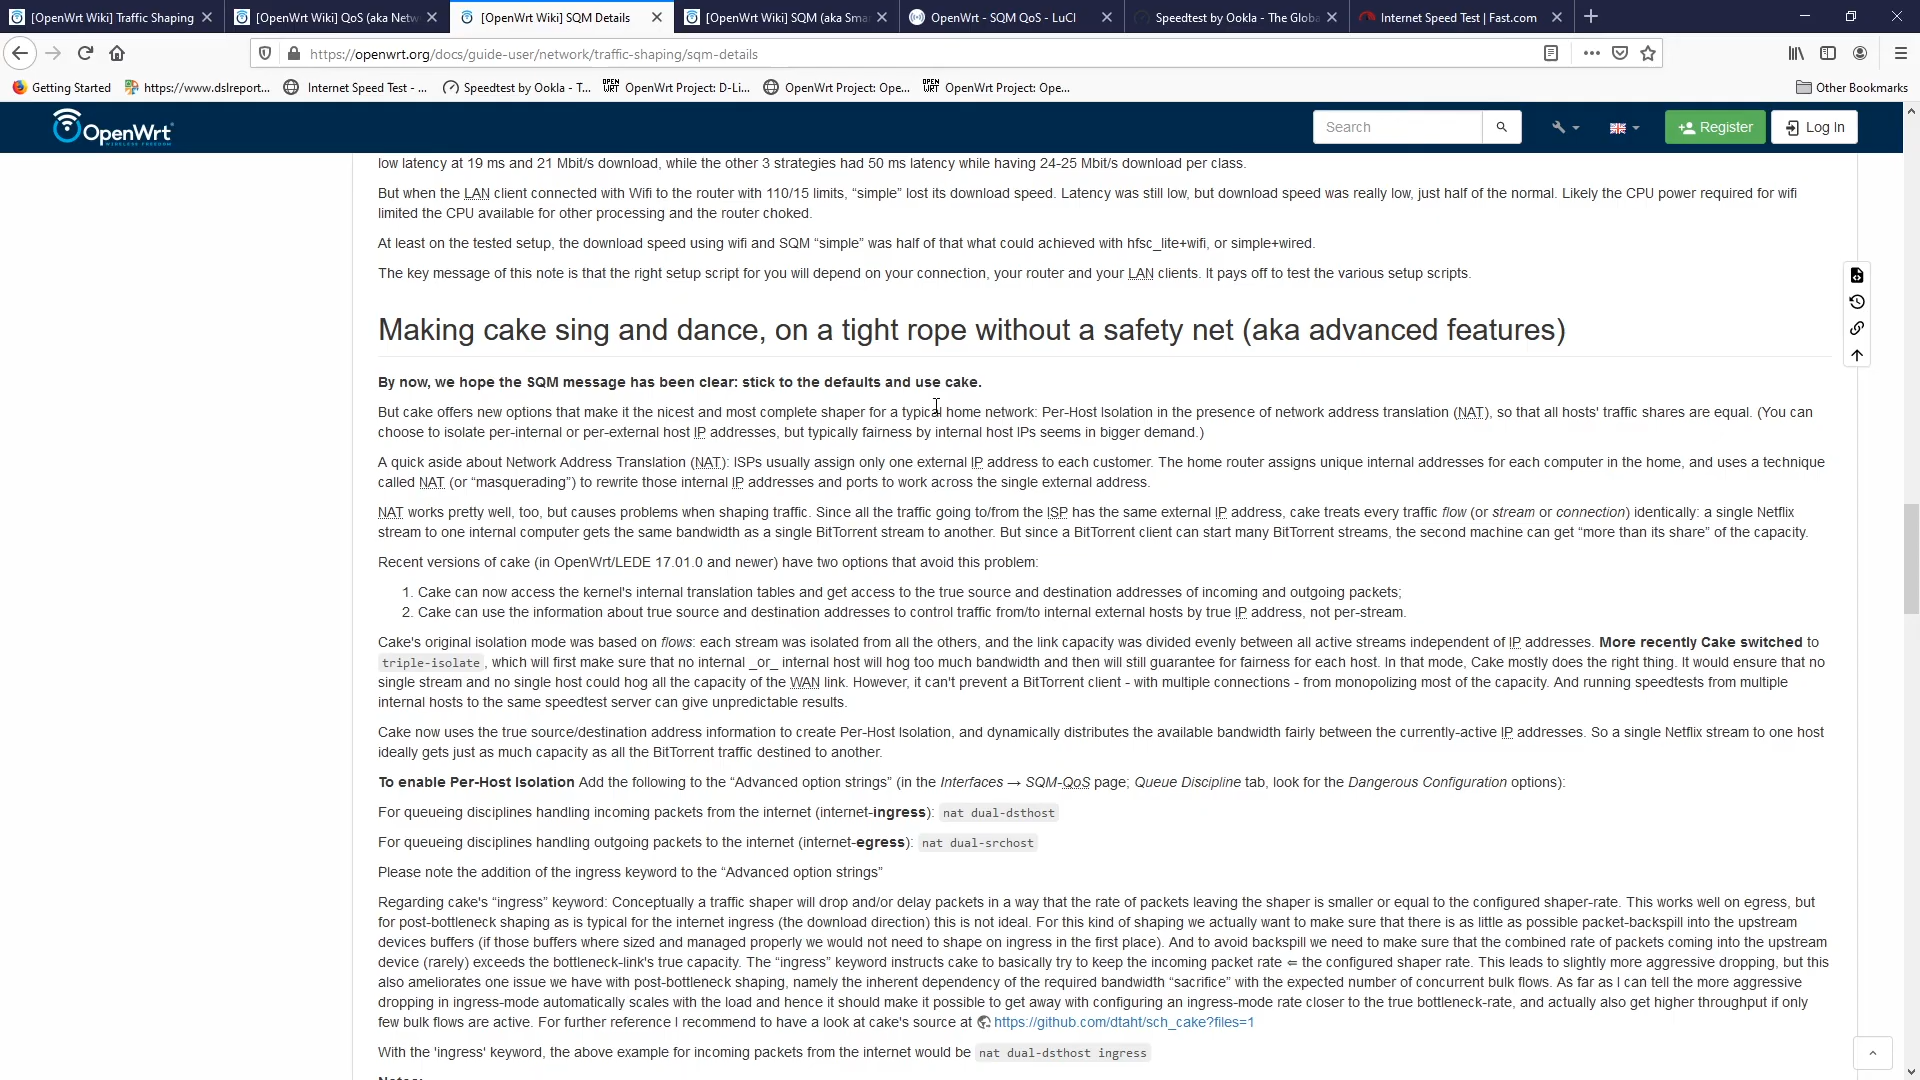 [OpenWrt Wiki] Traffic Shaping
[OpenWrt Wiki] QoS (aka Netw
[OpenWrt Wiki] SQM Details
[OpenWrt Wiki] SQM (aka Sma
OpenWrt - SQM QoS - LuCI
Speedtest by Ookla - The Globa
Internet Speed Test | Fast.com
https://openwrt.org/docs/guide-user/network/traffic-shaping/sqm-details
Getting Started
https://www.dslreport...
Internet Speed Test - ...
Speedtest by Ookla - T...
OpenWrt Project: D-Li...
OpenWrt Project: Ope...
OpenWrt Project: Ope...
Other Bookmarks
OpenWrt
WIRELESS FREEDOM
Search
Register
Log In
low latency at 19 ms and 21 Mbit/s download, while the other 3 strategies had 50 ms latency while having 24-25 Mbit/s download per class.
But when the LAN client connected with Wifi to the router with 110/15 limits, “simple” lost its download speed. Latency was still low, but download speed was really low, just half of the normal. Likely the CPU power required for wifi
limited the CPU available for other processing and the router choked.
At least on the tested setup, the download speed using wifi and SQM “simple” was half of that what could achieved with hfsc_lite+wifi, or simple+wired.
The key message of this note is that the right setup script for you will depend on your connection, your router and your LAN clients. It pays off to test the various setup scripts.
Making cake sing and dance, on a tight rope without a safety net (aka advanced features)
By now, we hope the SQM message has been clear: stick to the defaults and use cake.
But cake offers new options that make it the nicest and most complete shaper for a typical home network: Per-Host Isolation in the presence of network address translation (NAT), so that all hosts' traffic shares are equal. (You can
choose to isolate per-internal or per-external host IP addresses, but typically fairness by internal host IPs seems in bigger demand.)
A quick aside about Network Address Translation (NAT): ISPs usually assign only one external IP address to each customer. The home router assigns unique internal addresses for each computer in the home, and uses a technique
called NAT (or “masquerading”) to rewrite those internal IP addresses and ports to work across the single external address.
NAT works pretty well, too, but causes problems when shaping traffic. Since all the traffic going to/from the ISP has the same external IP address, cake treats every traffic flow (or stream or connection) identically: a single Netflix
stream to one internal computer gets the same bandwidth as a single BitTorrent stream to another. But since a BitTorrent client can start many BitTorrent streams, the second machine can get “more than its share” of the capacity.
Recent versions of cake (in OpenWrt/LEDE 17.01.0 and newer) have two options that avoid this problem:
1. Cake can now access the kernel's internal translation tables and get access to the true source and destination addresses of incoming and outgoing packets;
2. Cake can use the information about true source and destination addresses to control traffic from/to internal external hosts by true IP address, not per-stream.
Cake's original isolation mode was based on flows: each stream was isolated from all the others, and the link capacity was divided evenly between all active streams independent of IP addresses. More recently Cake switched to
triple-isolate, which will first make sure that no internal _or_ internal host will hog too much bandwidth and then will still guarantee for fairness for each host. In that mode, Cake mostly does the right thing. It would ensure that no
single stream and no single host could hog all the capacity of the WAN link. However, it can't prevent a BitTorrent client - with multiple connections - from monopolizing most of the capacity. And running speedtests from multiple
internal hosts to the same speedtest server can give unpredictable results.
Cake now uses the true source/destination address information to create Per-Host Isolation, and dynamically distributes the available bandwidth fairly between the currently-active IP addresses. So a single Netflix stream to one host
ideally gets just as much capacity as all the BitTorrent traffic destined to another.
To enable Per-Host Isolation Add the following to the “Advanced option strings” (in the Interfaces → SQM-QoS page; Queue Discipline tab, look for the Dangerous Configuration options):
For queueing disciplines handling incoming packets from the internet (internet-ingress): nat dual-dsthost
For queueing disciplines handling outgoing packets to the internet (internet-egress): nat dual-srchost
Please note the addition of the ingress keyword to the “Advanced option strings”
Regarding cake's “ingress” keyword: Conceptually a traffic shaper will drop and/or delay packets in a way that the rate of packets leaving the shaper is smaller or equal to the configured shaper-rate. This works well on egress, but
for post-bottleneck shaping as is typical for the internet ingress (the download direction) this is not ideal. For this kind of shaping we actually want to make sure that there is as little as possible packet-backspill into the upstream
devices buffers (if those buffers where sized and managed properly we would not need to shape on ingress in the first place). And to avoid backspill we need to make sure that the combined rate of packets coming into the upstream
device (rarely) exceeds the bottleneck-link's true capacity. The “ingress” keyword instructs cake to basically try to keep the incoming packet rate ⇐ the configured shaper rate. This leads to slightly more aggressive dropping, but this
also ameliorates one issue we have with post-bottleneck shaping, namely the inherent dependency of the required bandwidth “sacrifice” with the expected number of concurrent bulk flows. As far as I can tell the more aggressive
dropping in ingress-mode automatically scales with the load and hence it should make it possible to get away with configuring an ingress-mode rate closer to the true bottleneck-rate, and actually also get higher throughput if only
few bulk flows are active. For further reference I recommend to have a look at cake's source at https://github.com/dtaht/sch_cake?files=1
With the 'ingress' keyword, the above example for incoming packets from the internet would be nat dual-dsthost ingress
Notes: